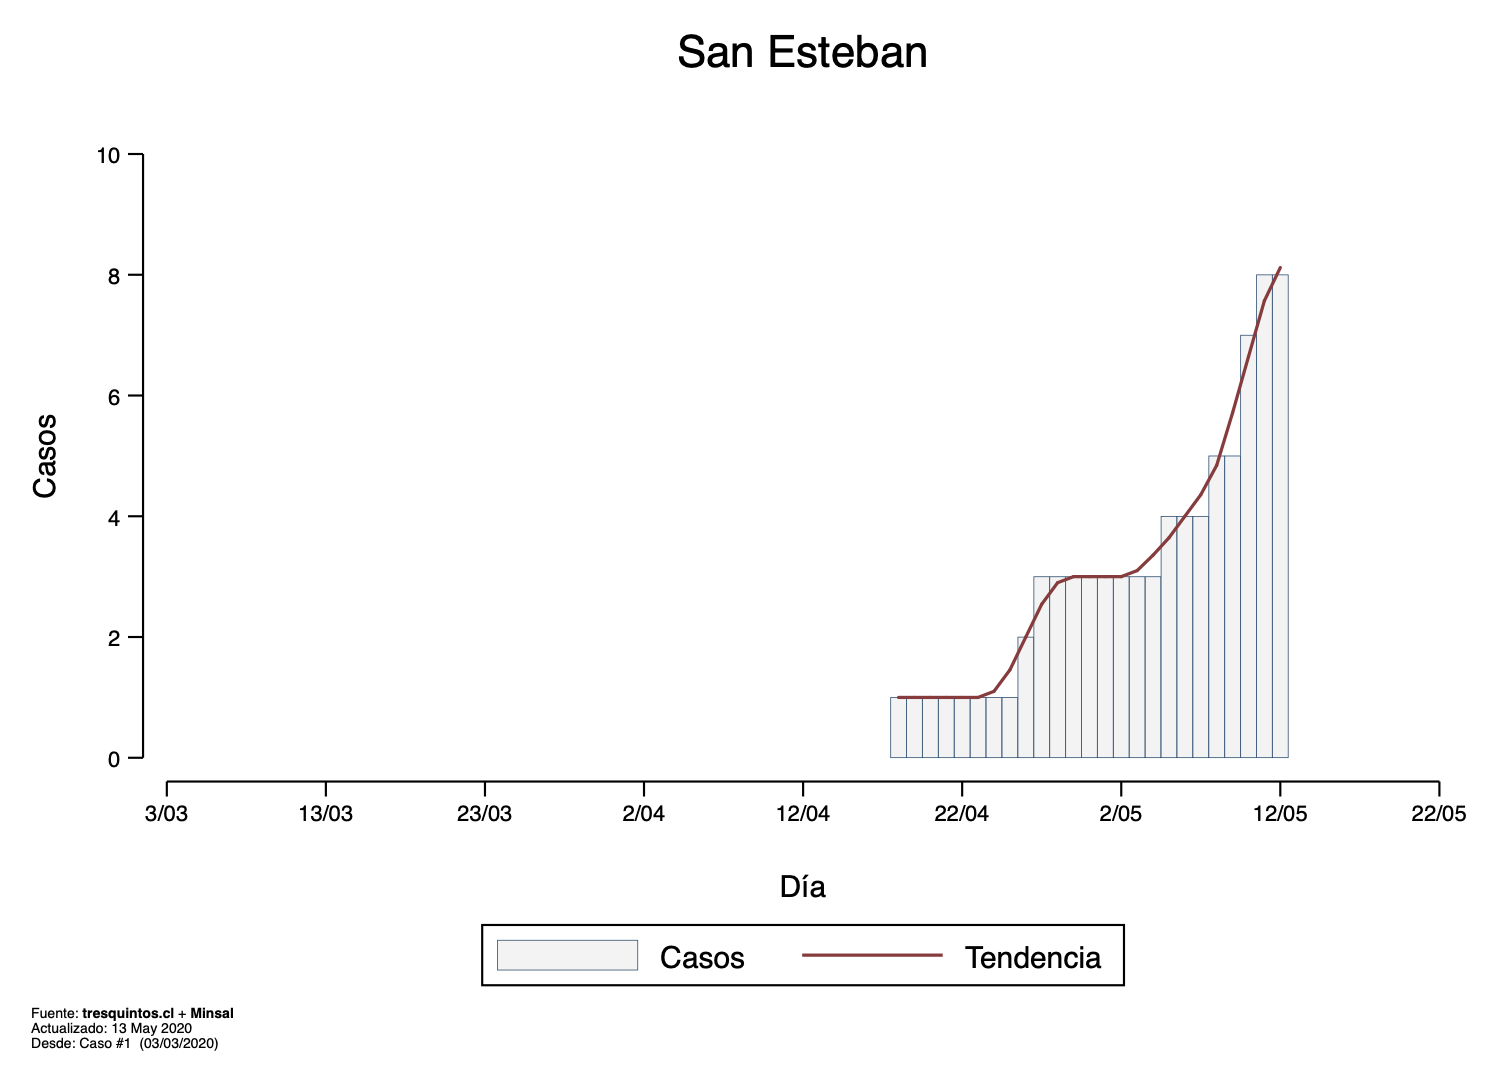 San Esteban
10
8
6
4
2
0
Casos
3/03 13/03 23/03 2/04 12/04 22/04 2/05 12/05 22/05
Día
Casos Tendencia
Fuente: tresquintos.cl + Minsal
Actualizado: 13 May 2020
Desde: Caso #1 (03/03/2020)